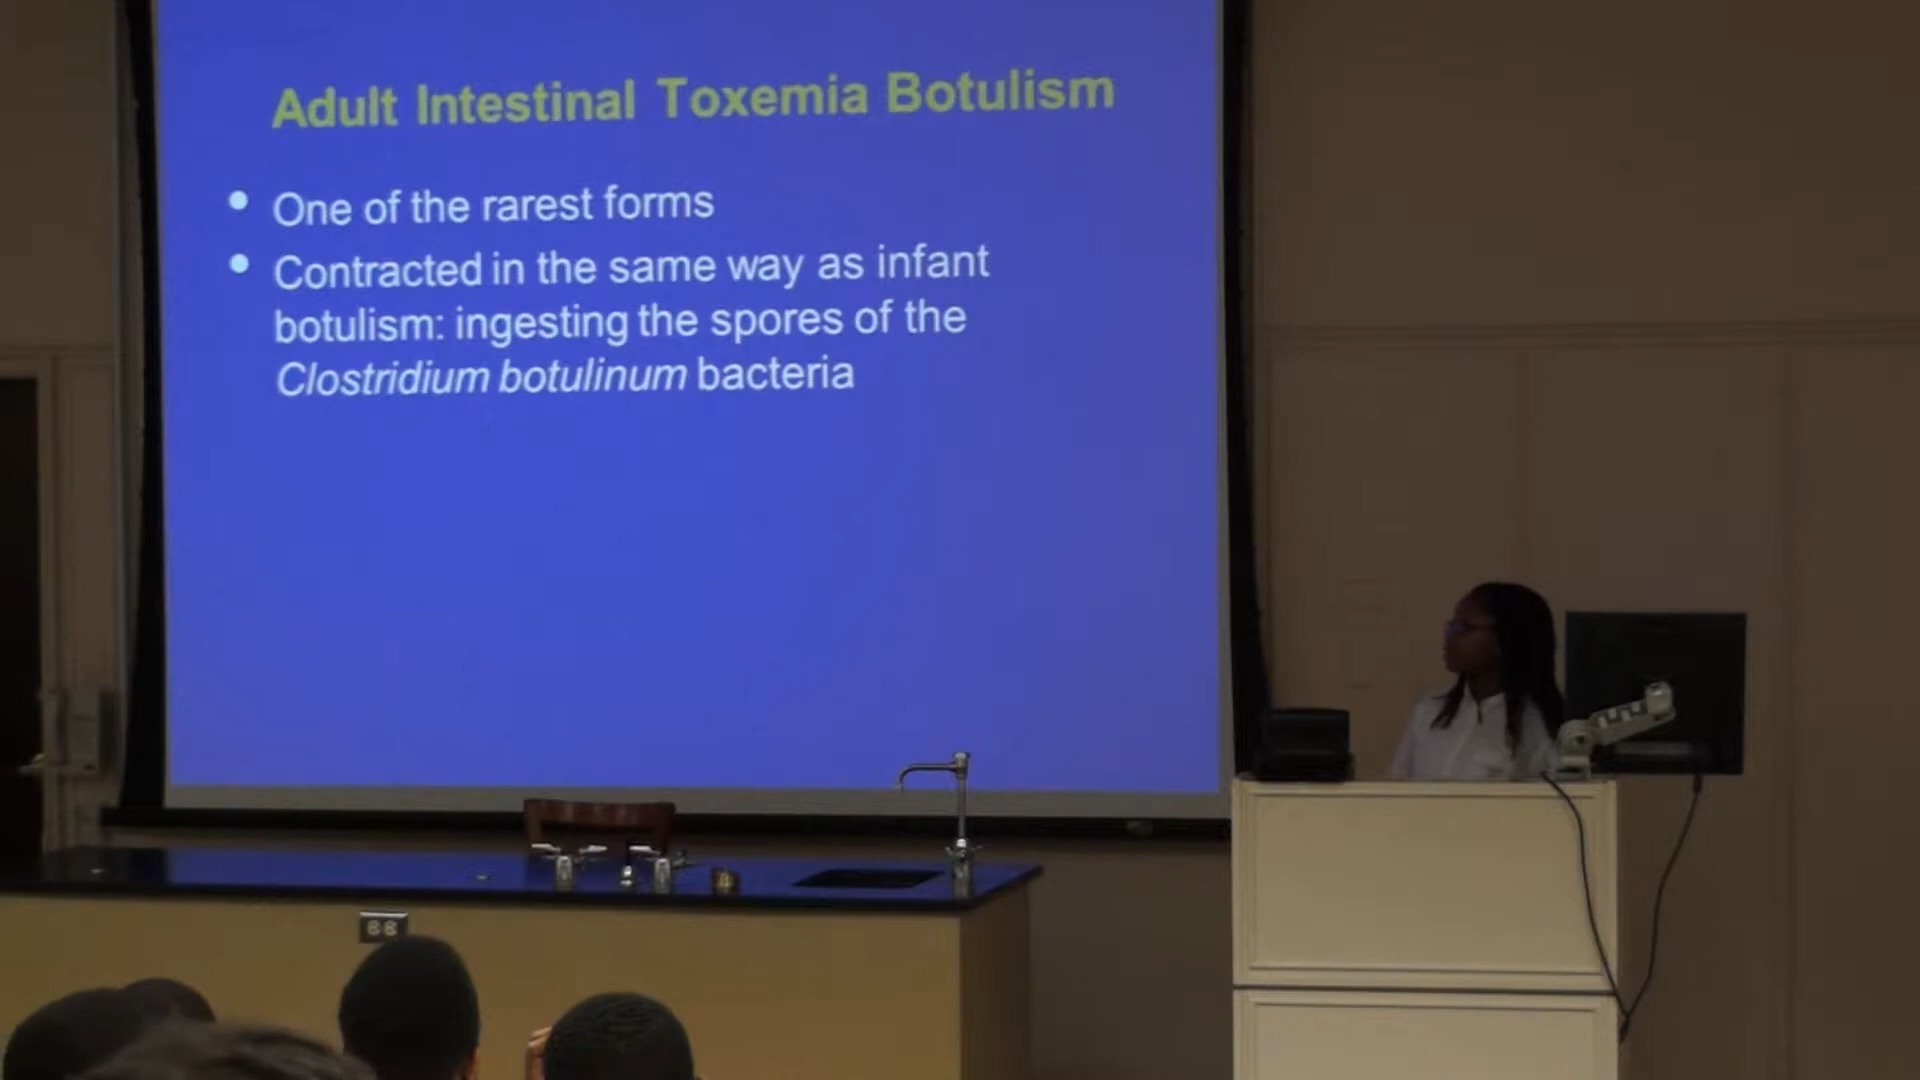 Adult Intestinal Toxemia Botulism
• One of the rarest forms
• Contracted in the same way as infant
botulism: ingesting the spores of the
Clostridium botulinum bacteria